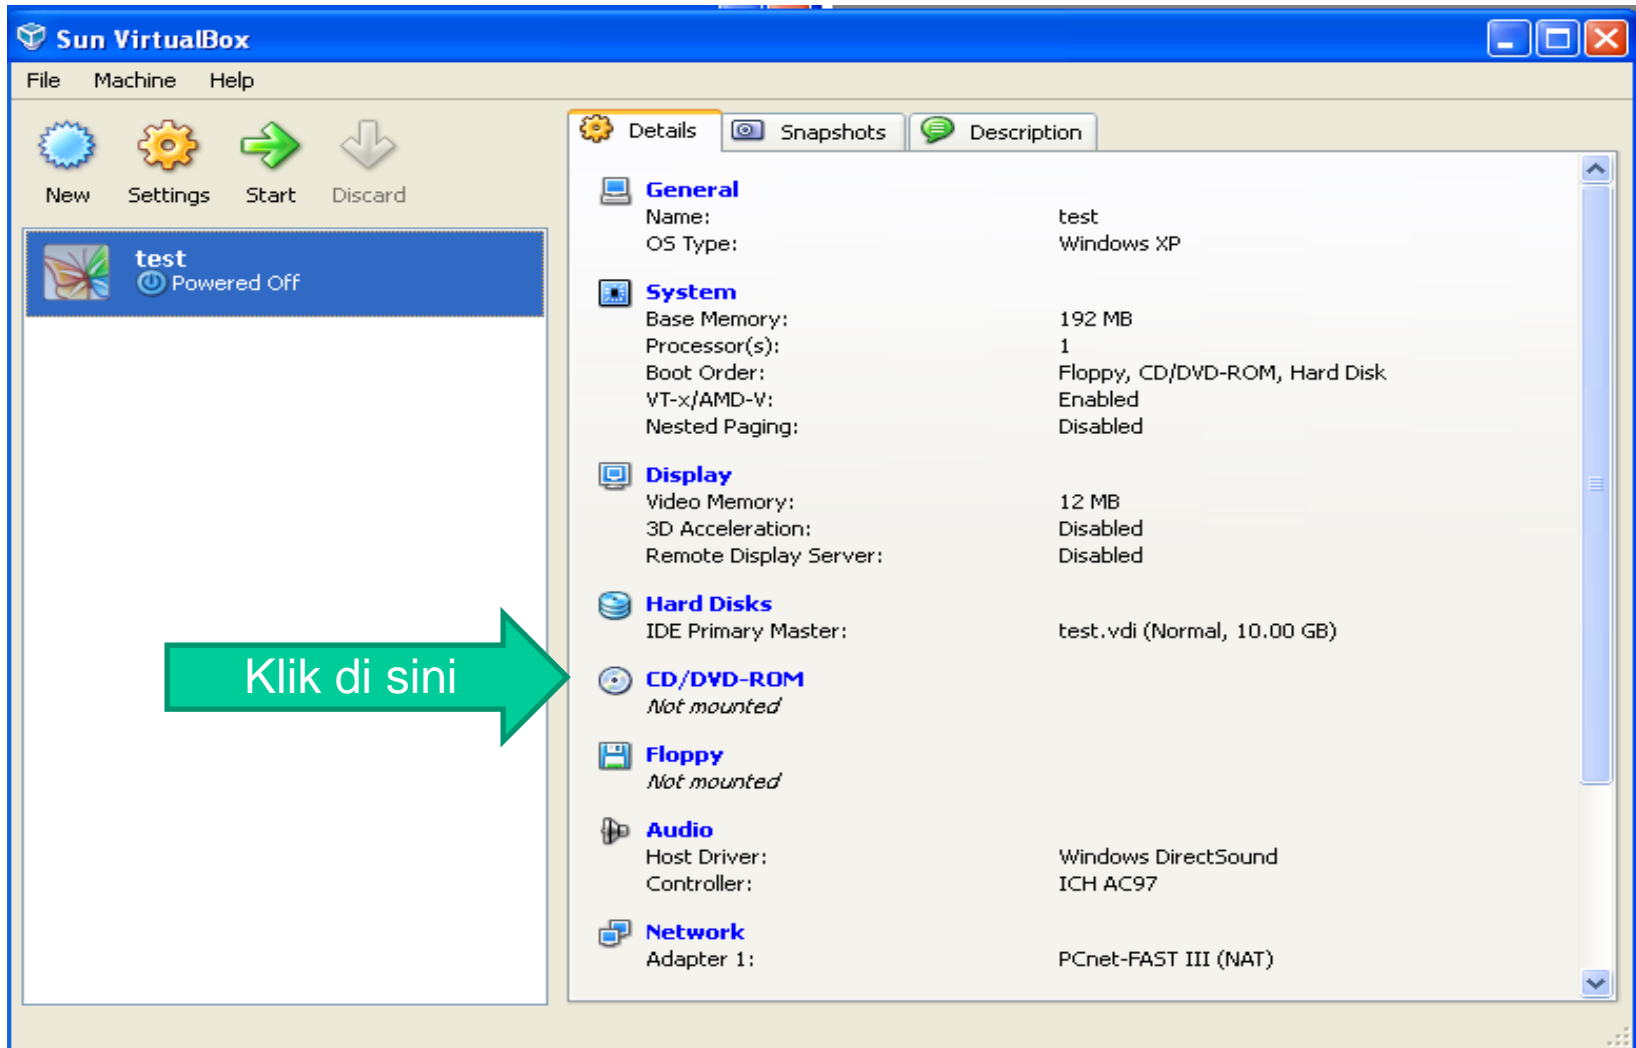 Sun VirtualBox
File Machine Help
New Settings Start Discard
test
Powered Off
Details Snapshots Description
General
Name: test
OS Type: Windows XP
System
Base Memory: 192 MB
Processor(s): 1
Boot Order: Floppy, CD/DVD-ROM, Hard Disk
VT-x/AMD-V: Enabled
Nested Paging: Disabled
Display
Video Memory: 12 MB
3D Acceleration: Disabled
Remote Display Server: Disabled
Hard Disks
IDE Primary Master: test.vdi (Normal, 10.00 GB)
Klik di sini
CD/DVD-ROM
Not mounted
Floppy
Not mounted
Audio
Host Driver: Windows DirectSound
Controller: ICH AC97
Network
Adapter 1: PCnet-FAST III (NAT)